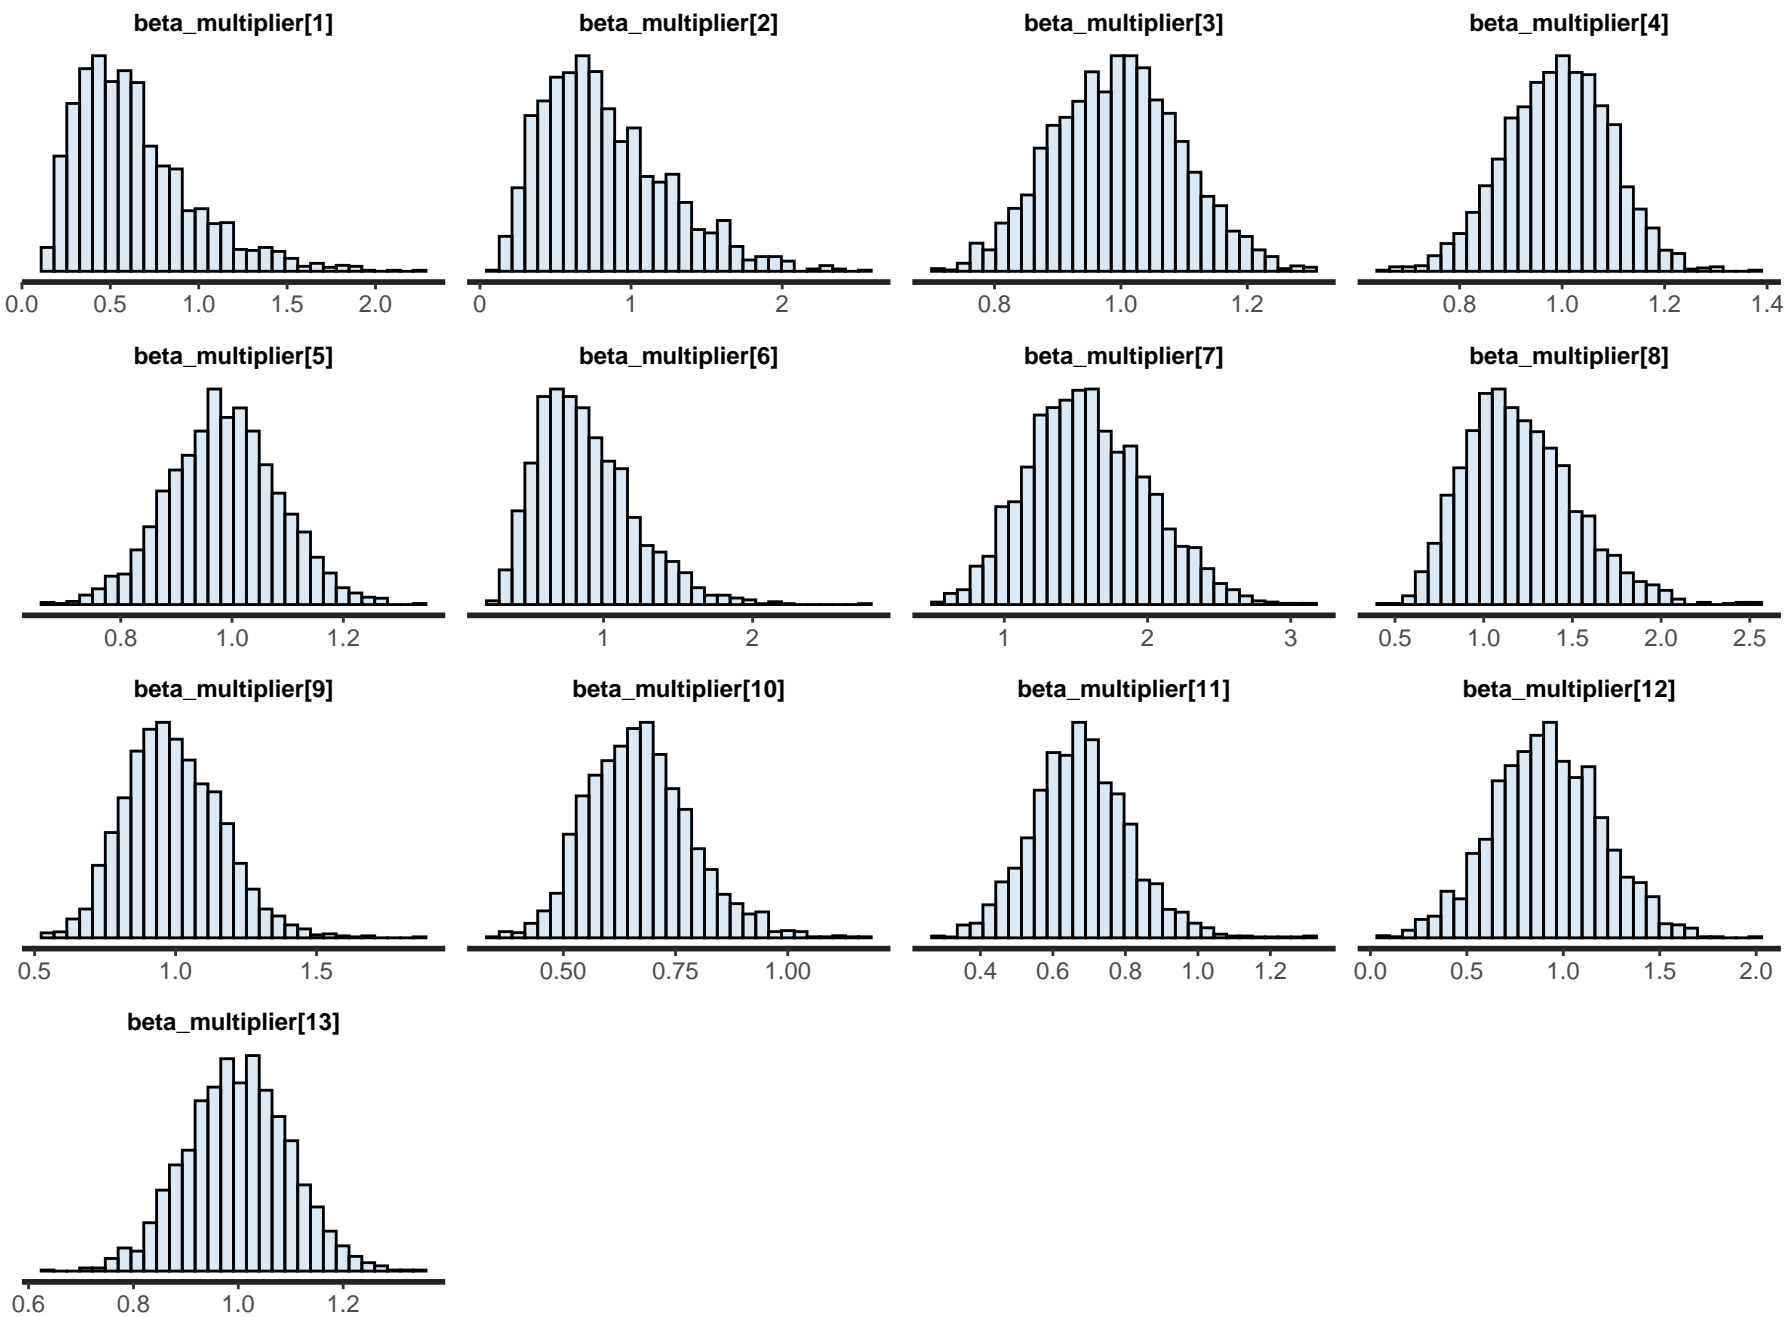 beta_multiplier[1] beta_multiplier[2] beta_multiplier[3] beta_multiplier[4]
0.0 0.5 1.0 1.5 2.0 0 1 2 0.8 1.0 1.2 0.8 1.0 1.2 1.4
beta_multiplier[5] beta_multiplier[6] beta_multiplier[7] beta_multiplier[8]
0.8 1.0 1.2 1 2 1 2 3 0.5 1.0 1.5 2.0 2.5
beta_multiplier[9] beta_multiplier[10] beta_multiplier[11] beta_multiplier[12]
0.5 1.0 1.5 0.50 0.75 1.00 0.4 0.6 0.8 1.0 1.2 0.0 0.5 1.0 1.5 2.0
beta_multiplier[13]
0.6 0.8 1.0 1.2